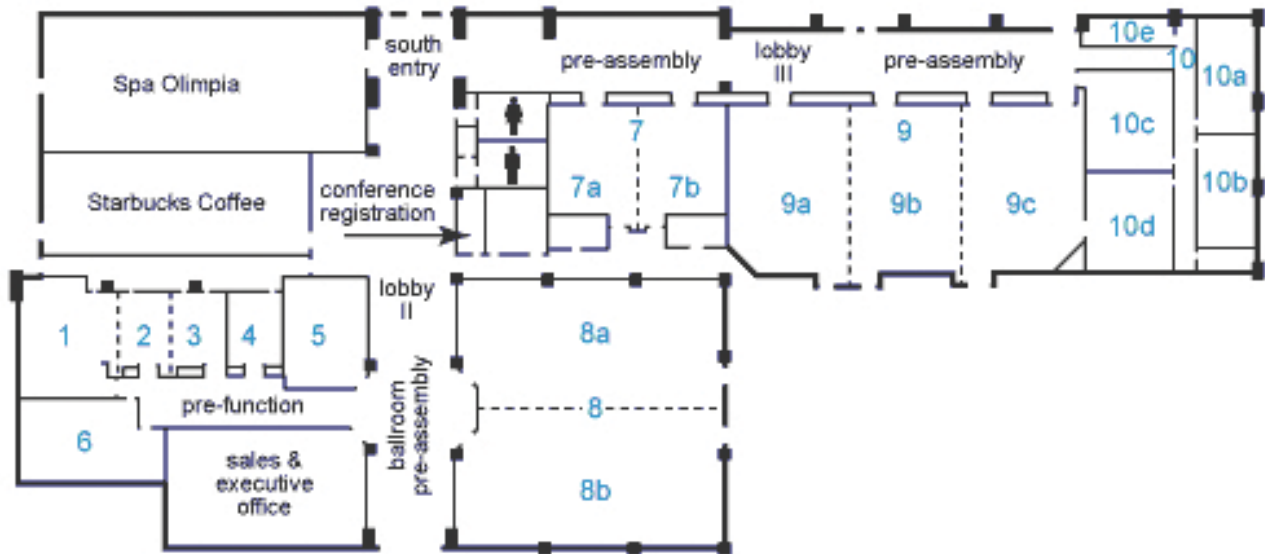 south
entry
Spa Olimpia
pre-assembly
lobby
III
pre-assembly
10e
10
10a
10c
7
9
Starbucks Coffee
conference
registration
7a
7b
9a
9b
9c
10b
10d
lobby
II
1
2
3
4
5
8a
pre-function
ballroom
pre-assembly
8
6
sales &
executive
office
8b